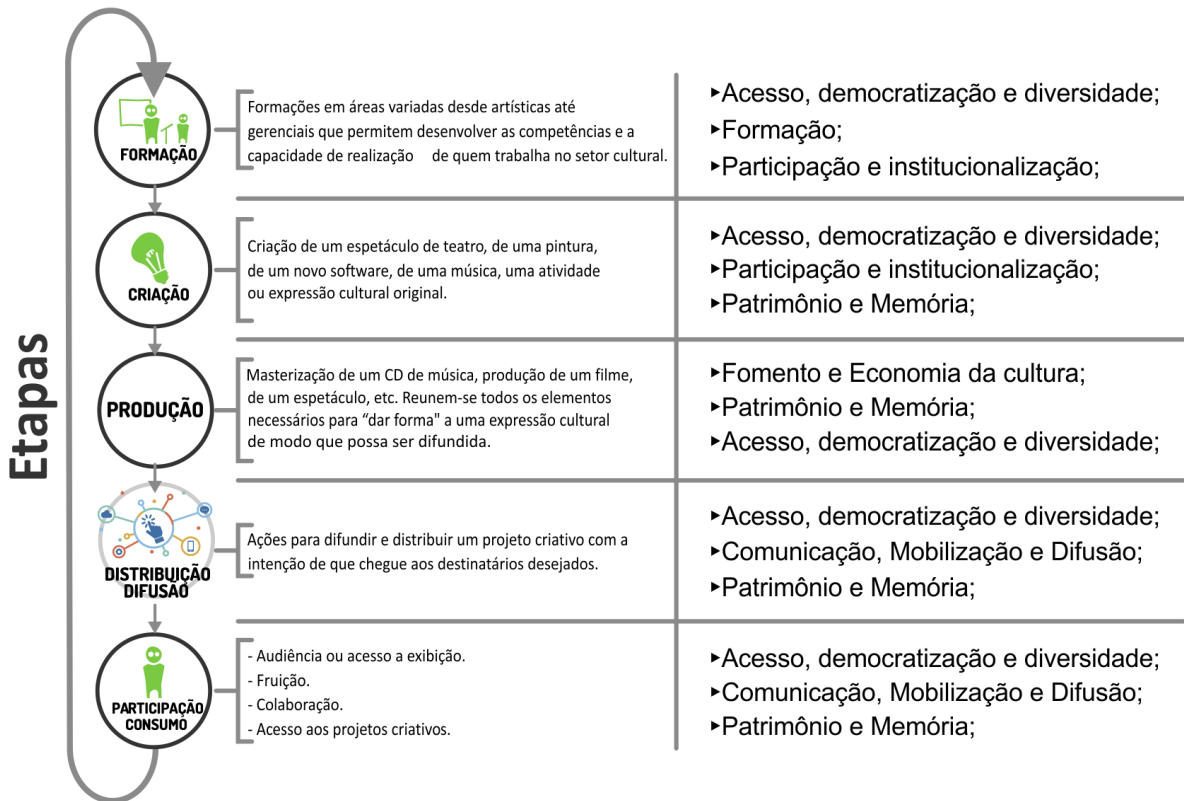 Etapas
FORMAÇÃO
Formações em áreas variadas desde artísticas até
gerenciais que permitem desenvolver as competências e a
capacidade de realização de quem trabalha no setor cultural.
▸Acesso, democratização e diversidade;
▸Formação;
▸Participação e institucionalização;
CRIAÇÃO
Criação de um espetáculo de teatro, de uma pintura,
de um novo software, de uma música, uma atividade
ou expressão cultural original.
▸Acesso, democratização e diversidade;
▸Participação e institucionalização;
▸Patrimônio e Memória;
PRODUÇÃO
Masterização de um CD de música, produção de um filme,
de um espetáculo, etc. Reunem-se todos os elementos
necessários para “dar forma" a uma expressão cultural
de modo que possa ser difundida.
▸Fomento e Economia da cultura;
▸Patrimônio e Memória;
▸Acesso, democratização e diversidade;
DISTRIBUIÇÃO
DIFUSÃO
Ações para difundir e distribuir um projeto criativo com a
intenção de que chegue aos destinatários desejados.
▸Acesso, democratização e diversidade;
▸Comunicação, Mobilização e Difusão;
▸Patrimônio e Memória;
PARTICIPAÇÃO
CONSUMO
- Audiência ou acesso a exibição.
- Fruição.
- Colaboração.
- Acesso aos projetos criativos.
▸Acesso, democratização e diversidade;
▸Comunicação, Mobilização e Difusão;
▸Patrimônio e Memória;